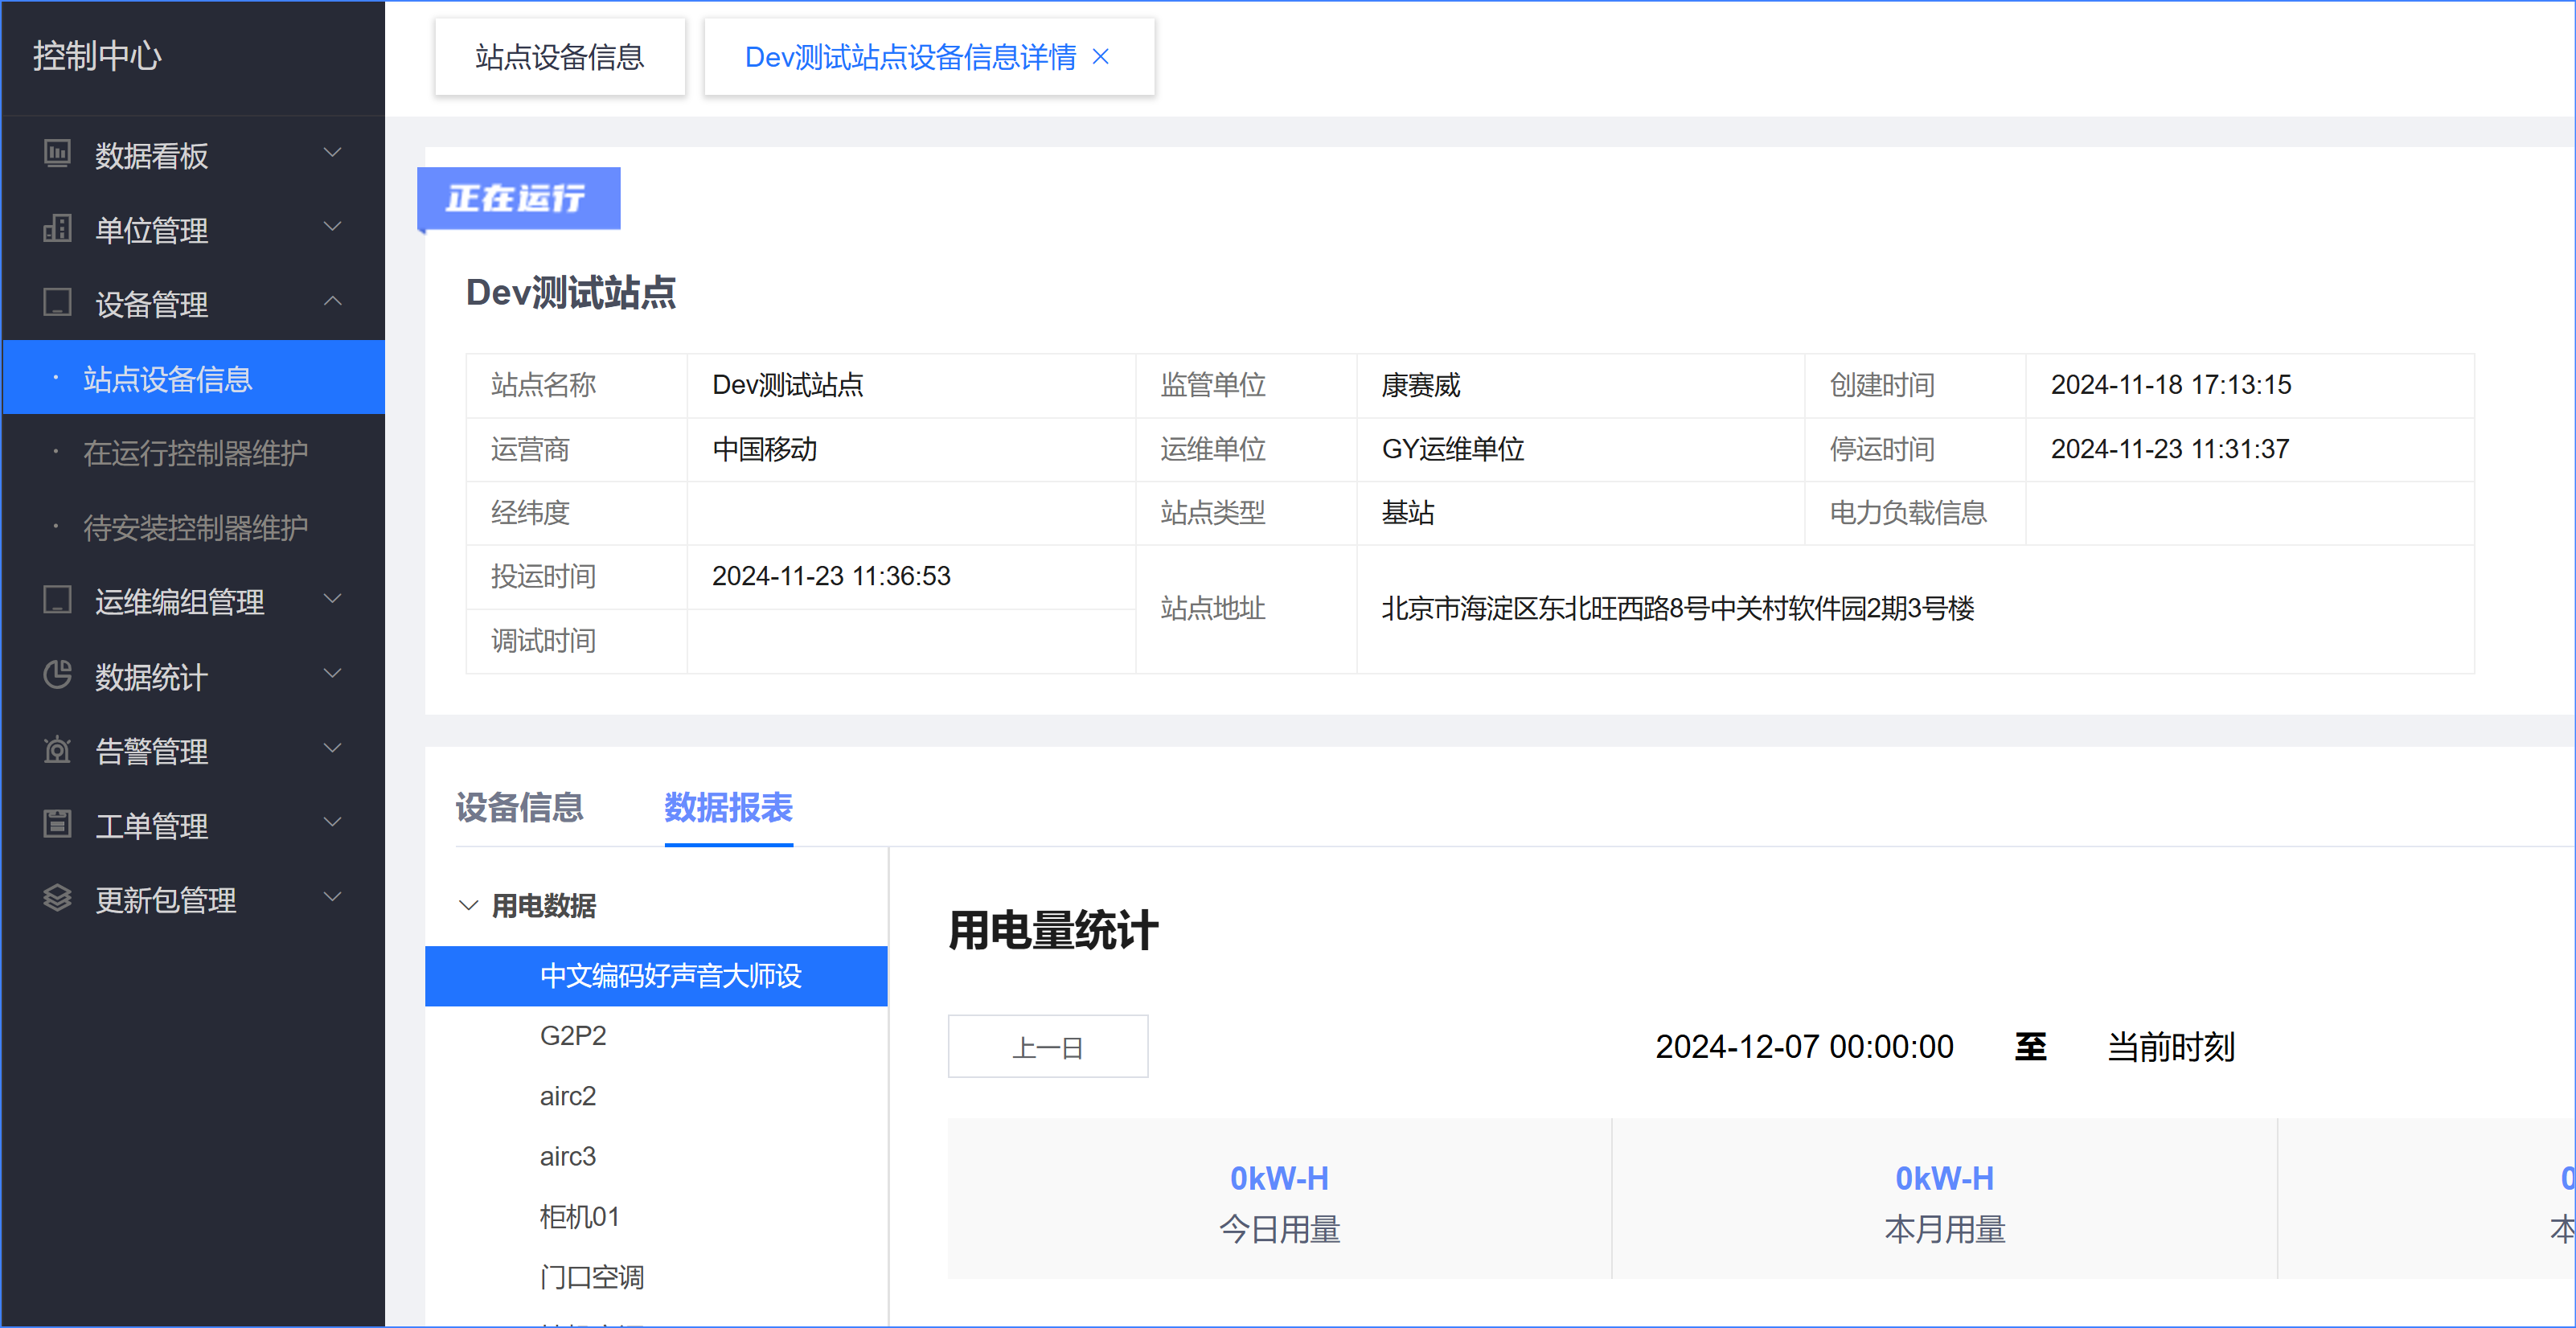 控制中心
站点设备信息
Dev测试站点设备信息详情
数据看板
单位管理
设备管理
站点设备信息
在运行控制器维护
待安装控制器维护
运维编组管理
数据统计
告警管理
工单管理
更新包管理
正在运行
Dev测试站点
站点名称 Dev测试站点 监管单位 康赛威 创建时间 2024-11-18 17:13:15
运营商 中国移动 运维单位 GY运维单位 停运时间 2024-11-23 11:31:37
经纬度 站点类型 基站 电力负载信息
投运时间 2024-11-23 11:36:53
站点地址 北京市海淀区东北旺西路8号中关村软件园2期3号楼
调试时间
设备信息 数据报表
用电数据
中文编码好声音大师设
G2P2
airc2
airc3
柜机01
门口空调
用电量统计
上一日
2024-12-07 00:00:00 至 当前时刻
0kW-H
今日用量
0kW-H
本月用量
0
本